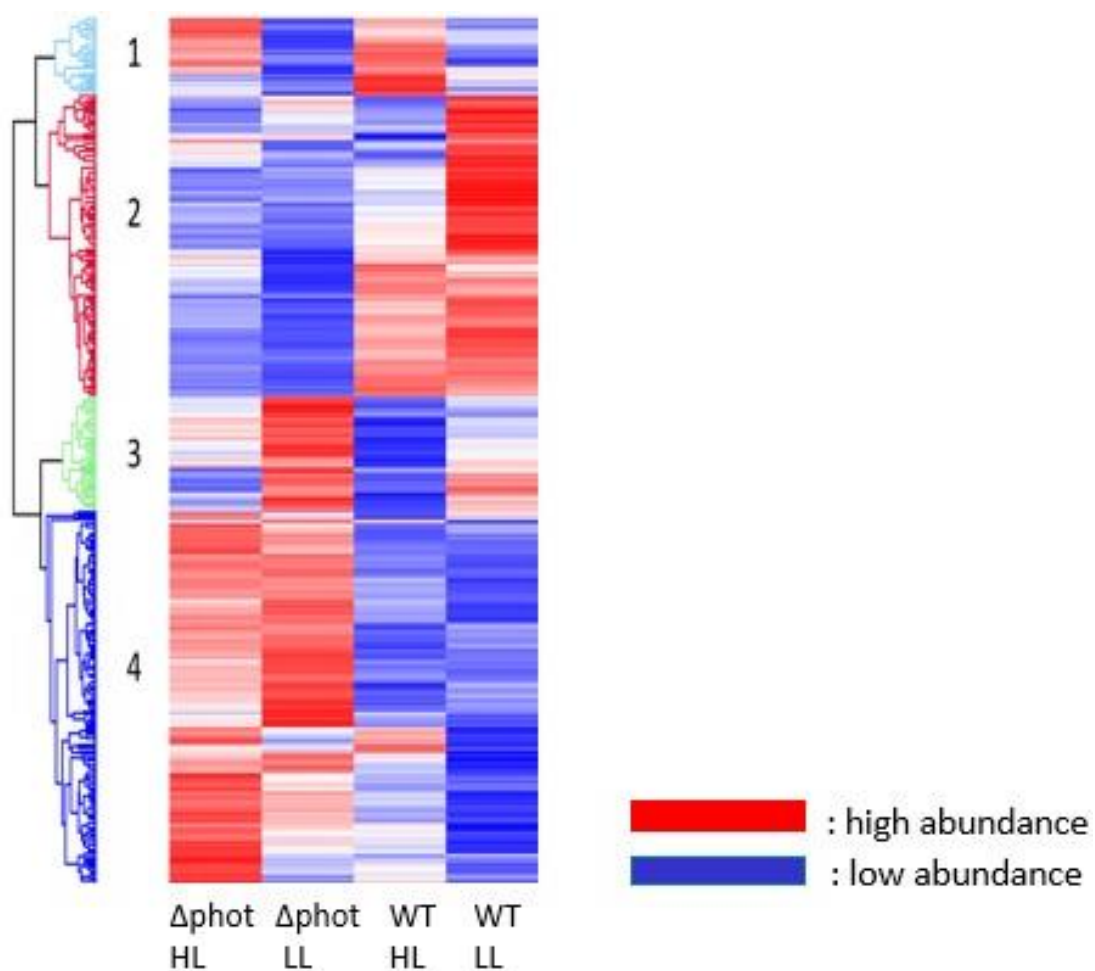 1
2
3
4
: high abundance
: low abundance
Δphot Δphot WT WT
HL LL HL LL